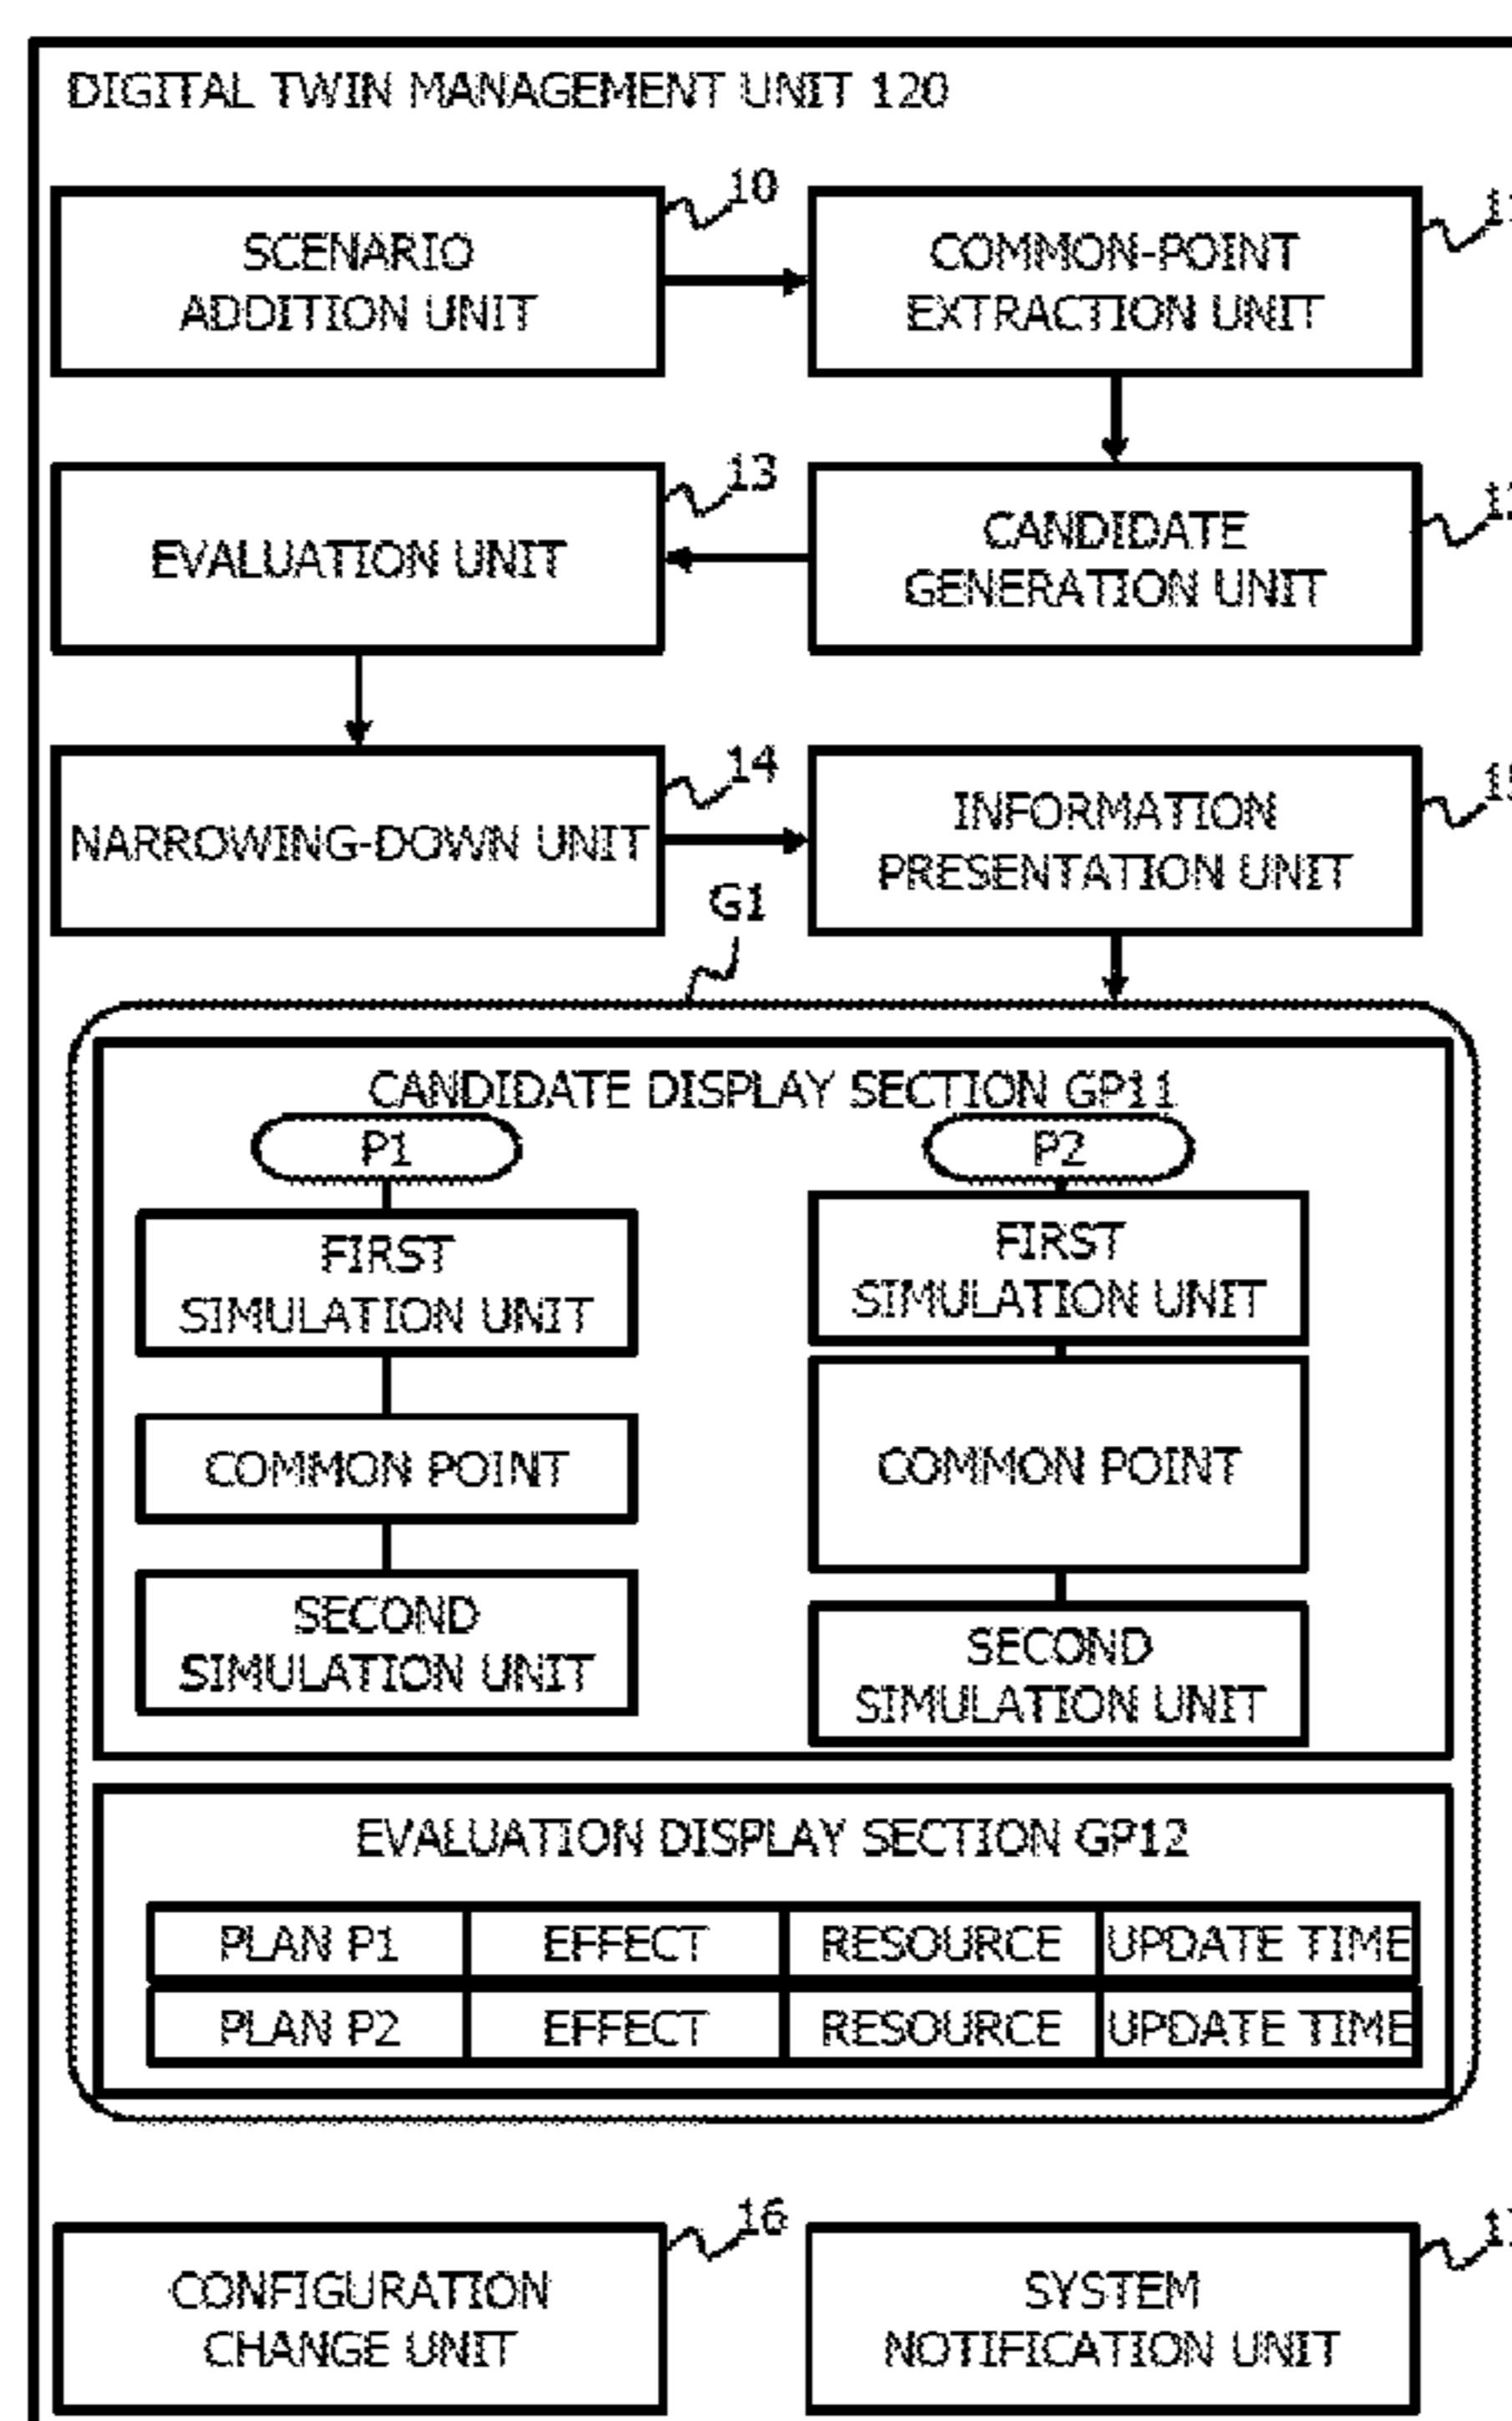 DIGITAL TWIN MANAGEMENT UNIT 120
10
SCENARIO
ADDITION UNIT
COMMON-POINT
EXTRACTION UNIT
13
EVALUATION UNIT
CANDIDATE
GENERATION UNIT
14
NARROWING-DOWN UNIT
INFORMATION
PRESENTATION UNIT
G1
CANDIDATE DISPLAY SECTION GP11
P1
FIRST
SIMULATION UNIT
COMMON POINT
SECOND
SIMULATION UNIT
P2
FIRST
SIMULATION UNIT
COMMON POINT
SECOND
SIMULATION UNIT
EVALUATION DISPLAY SECTION GP12
PLAN P1 EFFECT RESOURCE UPDATE TIME
PLAN P2 EFFECT RESOURCE UPDATE TIME
16
CONFIGURATION
CHANGE UNIT
SYSTEM
NOTIFICATION UNIT